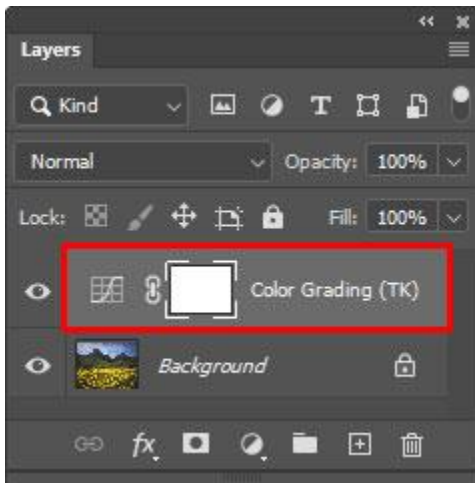 Layers
Kind
Normal Opacity: 100%
Lock: Fill: 100%
Color Grading (TK)
Background
fx